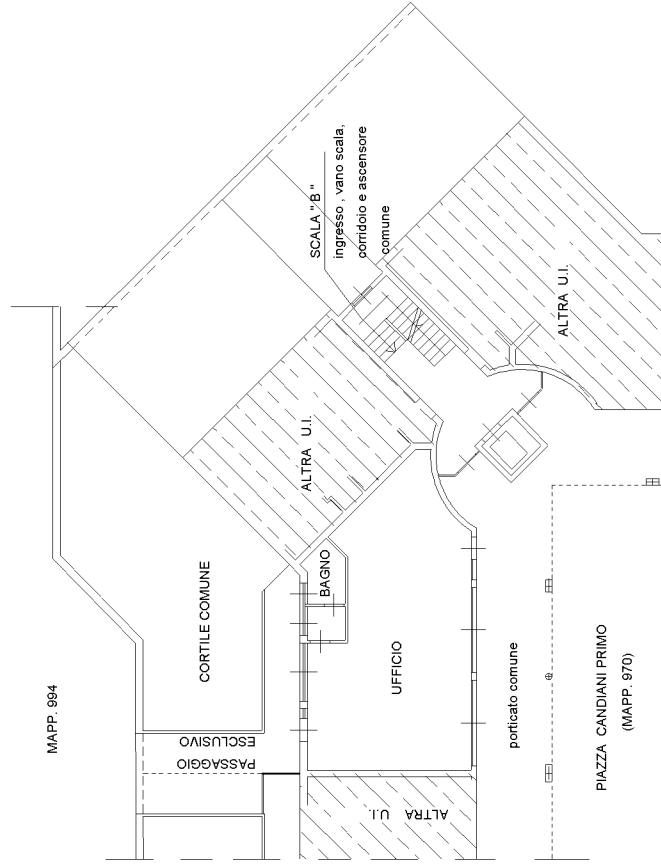 MAPP. 994
PASSAGGIO
ESCLUSIVO
CORTILE COMUNE
SCALA " B "
ingresso , vano scala,
corridoio e ascensore
comune
ALTRA U.I.
ALTRA U.I.
BAGNO
UFFICIO
ALTRA U.I.
porticato comune
PIAZZA CANDIANI PRIMO
(MAPP. 970)